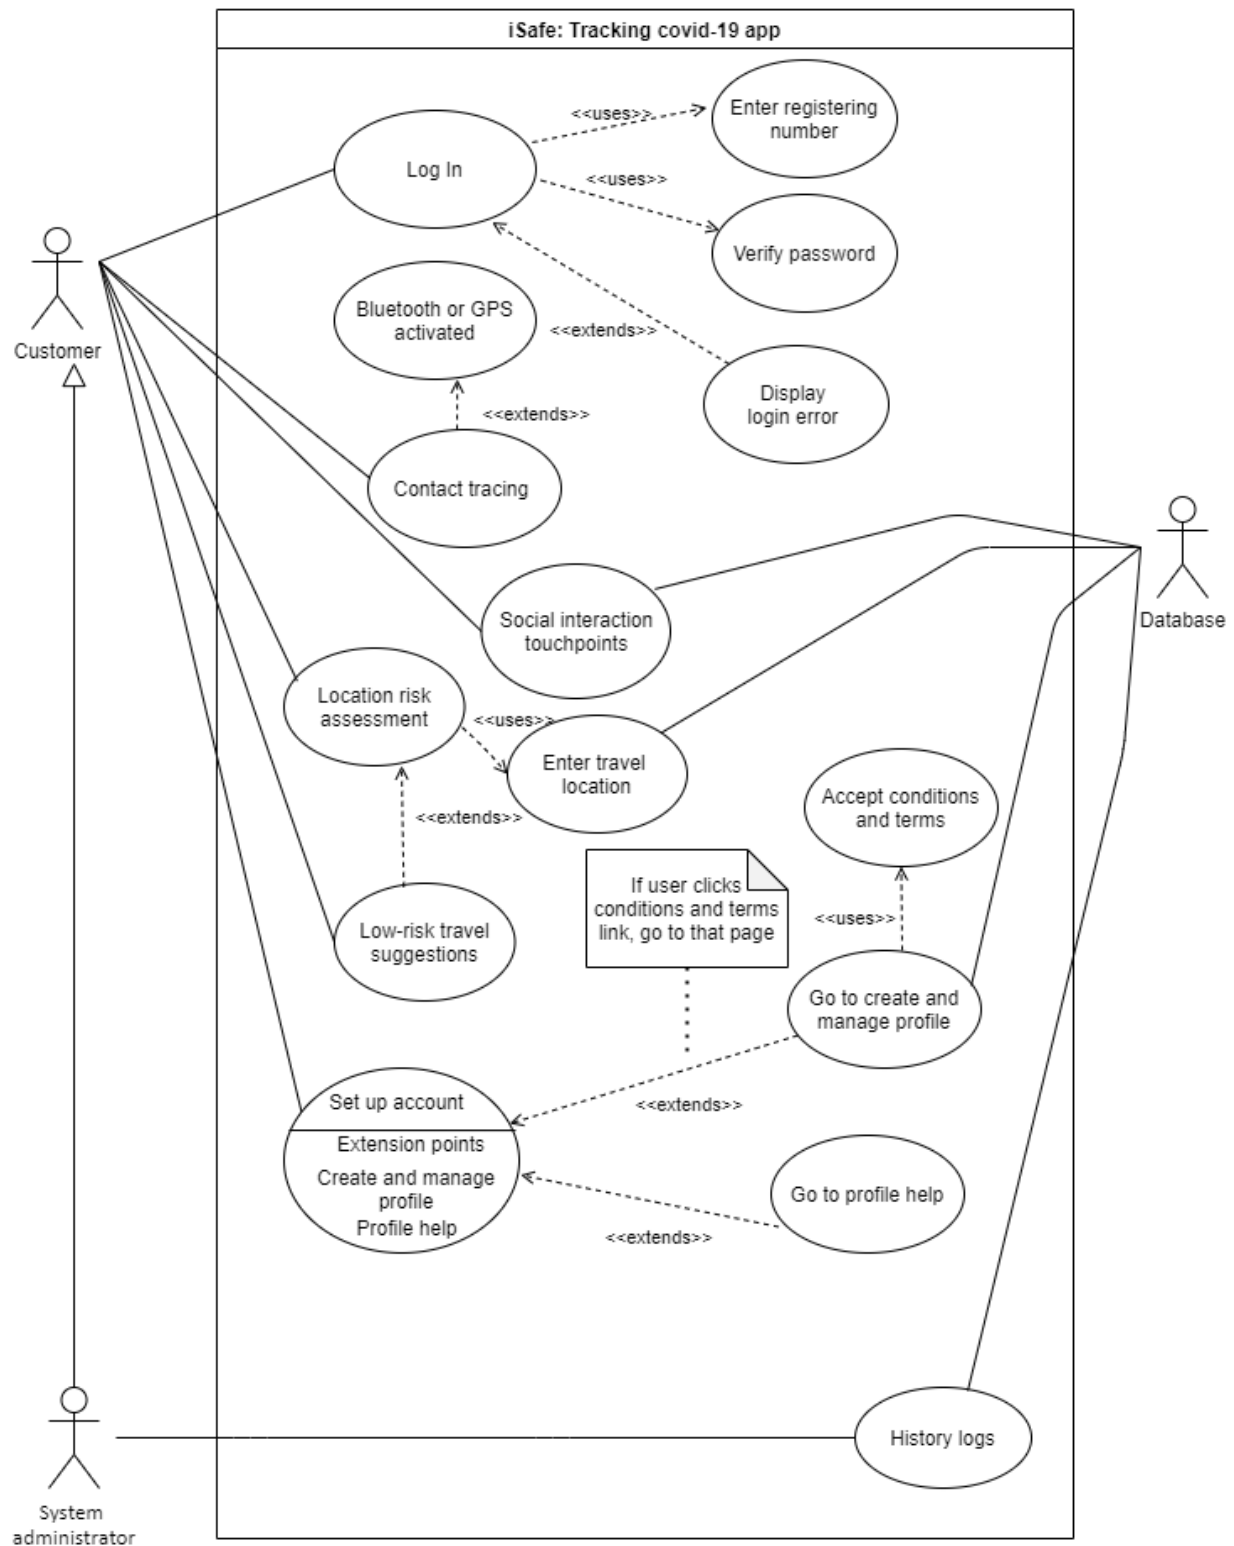 iSafe: Tracking covid-19 app
<<uses>>
Enter registering
number
Log In
<<uses>>
Verify password
Customer
Bluetooth or GPS
activated
<<extends>>
Display
login error
<<extends>>
Contact tracing
Database
Social interaction
touchpoints
Location risk
assessment
<<uses>>
Enter travel
location
<<extends>>
Accept conditions
and terms
If user clicks
conditions and terms
link, go to that page
<<uses>>
Low-risk travel
suggestions
Go to create and
manage profile
<<extends>>
Set up account
Extension points
Create and manage
profile
Profile help
Go to profile help
<<extends>>
History logs
System
administrator